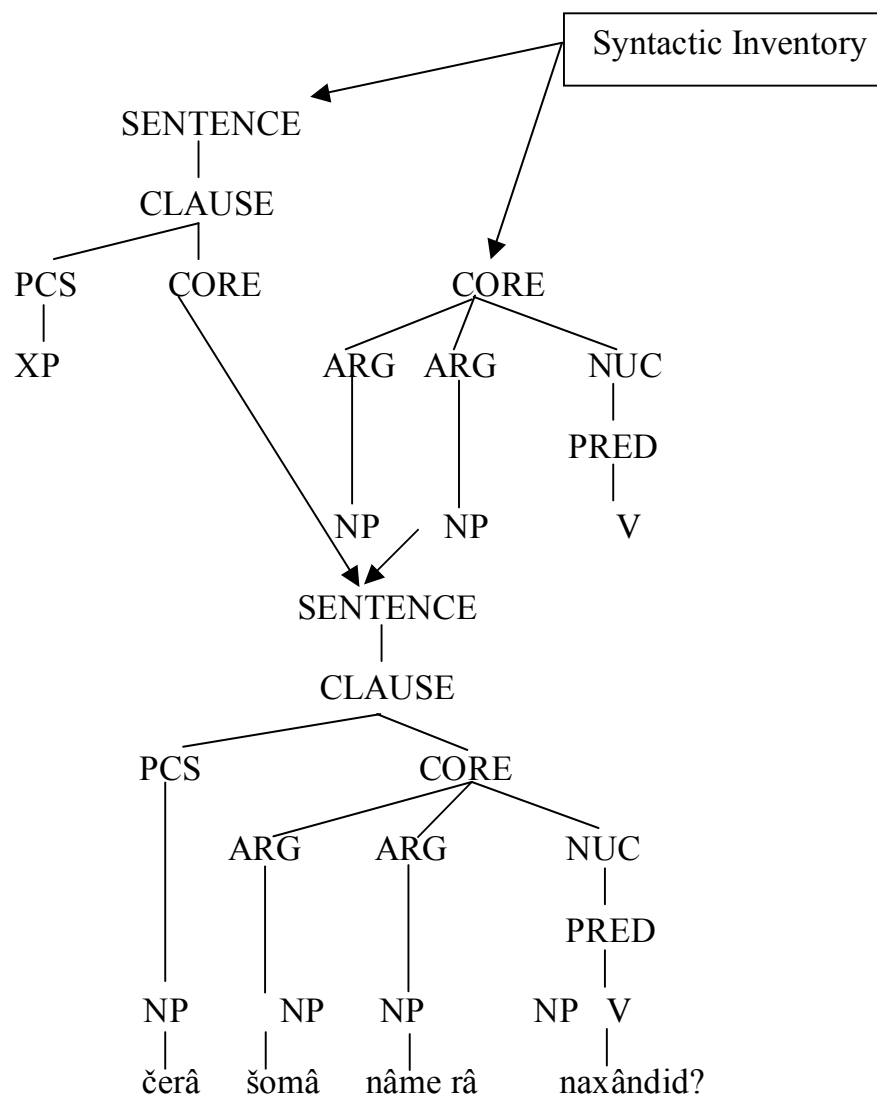 Syntactic Inventory
SENTENCE
CLAUSE
PCS CORE CORE
XP ARG ARG NUC
PRED
NP NP V
SENTENCE
CLAUSE
PCS CORE
ARG ARG NUC
PRED
NP NP NP NP V
čerâ šomâ nâme râ naxândid?